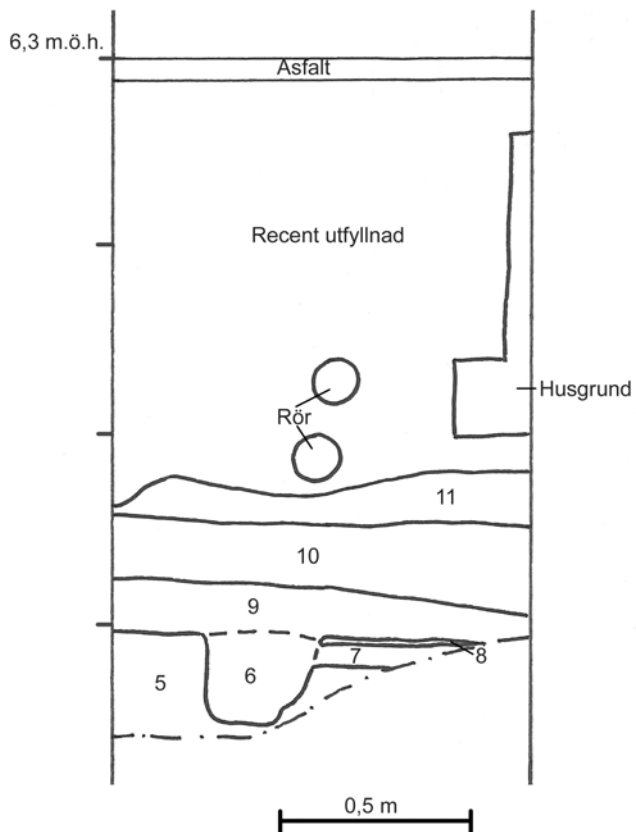 6,3 m.ö.h.
Asfalt
Recent utfyllnad
Husgrund
Rör
11
10
9
8
7
6
5
0,5 m